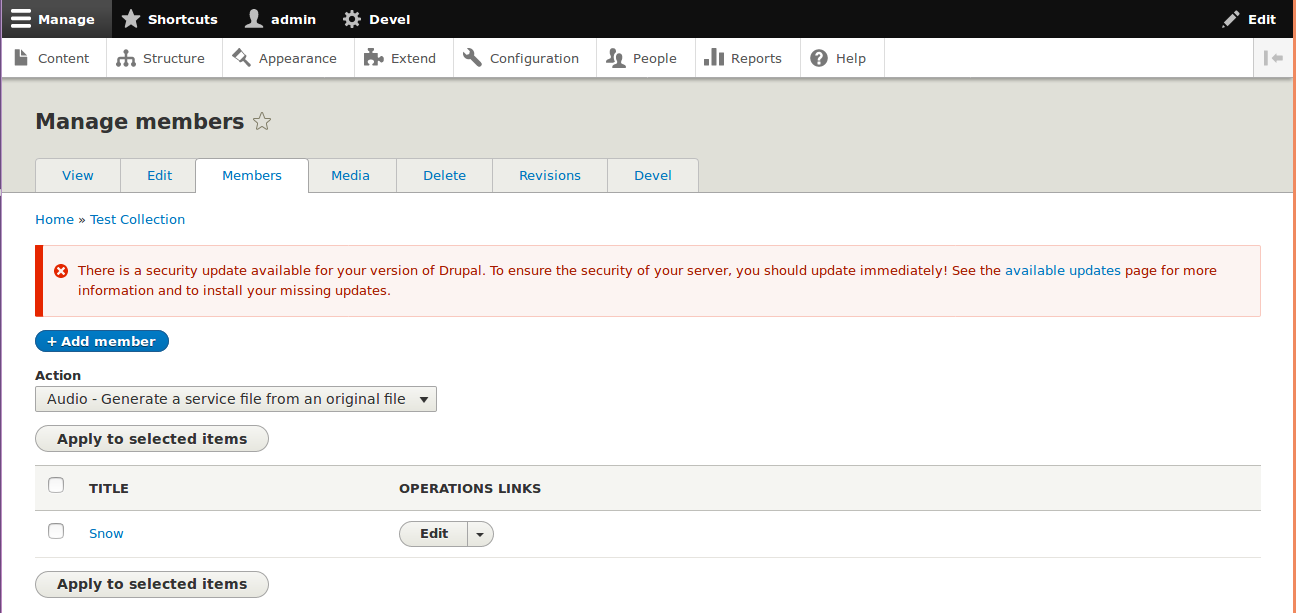 Manage Shortcuts admin Devel Edit
Content Structure Appearance Extend Configuration People Reports Help
Manage members
View Edit Members Media Delete Revisions Devel
Home » Test Collection
There is a security update available for your version of Drupal. To ensure the security of your server, you should update immediately! See the available updates page for more
information and to install your missing updates.
+ Add member
Action
Audio - Generate a service file from an original file
Apply to selected items
TITLE OPERATIONS LINKS
Snow Edit
Apply to selected items